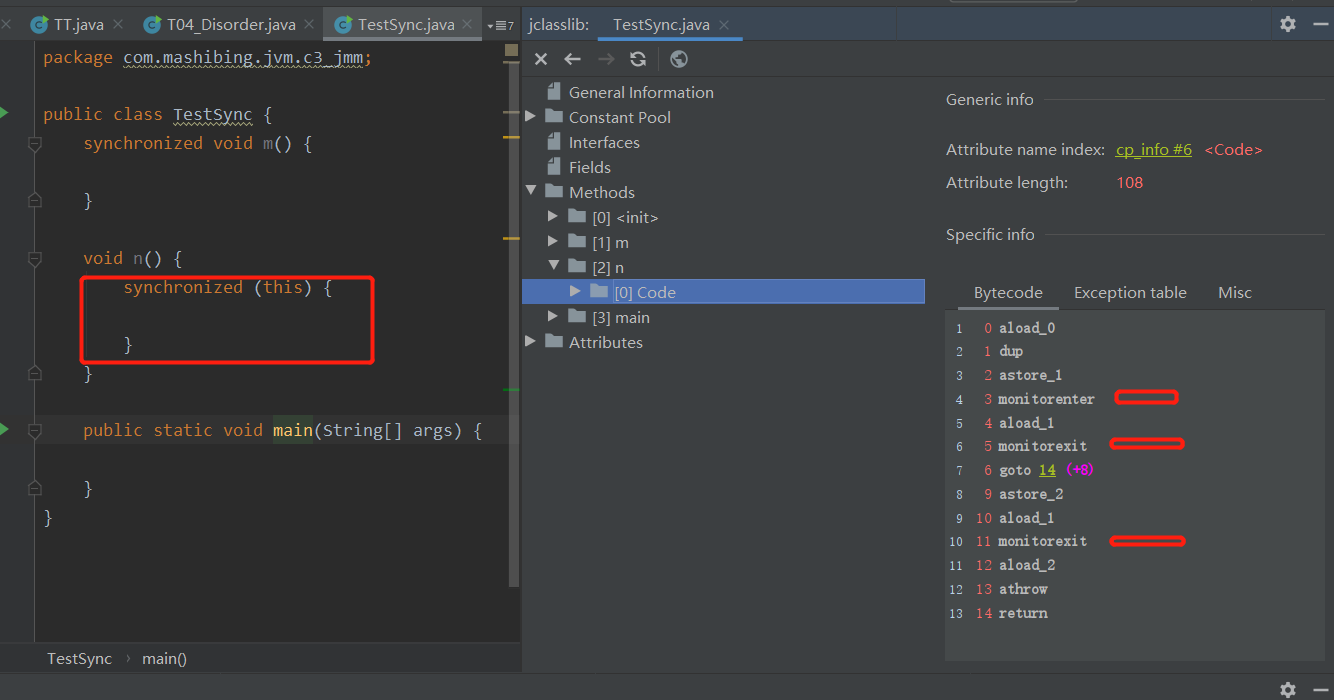 TT.java
T04_Disorder.java
TestSync.java
7
jclasslib:
TestSync.java
package com.mashibing.jvm.c3_jmm;
public class TestSync {
synchronized void m() {
}
void n() {
synchronized (this) {
}
}
public static void main(String[] args) {
}
}
TestSync
main()
General Information
Constant Pool
Interfaces
Fields
Methods
[0] <init>
[1] m
[2] n
[0] Code
[3] main
Attributes
Generic info
Attribute name index: cp_info #6 <Code>
Attribute length: 108
Specific info
Bytecode Exception table Misc
1 0 aload_0
2 1 dup
3 2 astore_1
4 3 monitorenter
5 4 aload_1
6 5 monitorexit
7 6 goto 14 (+8)
8 9 astore_2
9 10 aload_1
10 11 monitorexit
11 12 aload_2
12 13 athrow
13 14 return